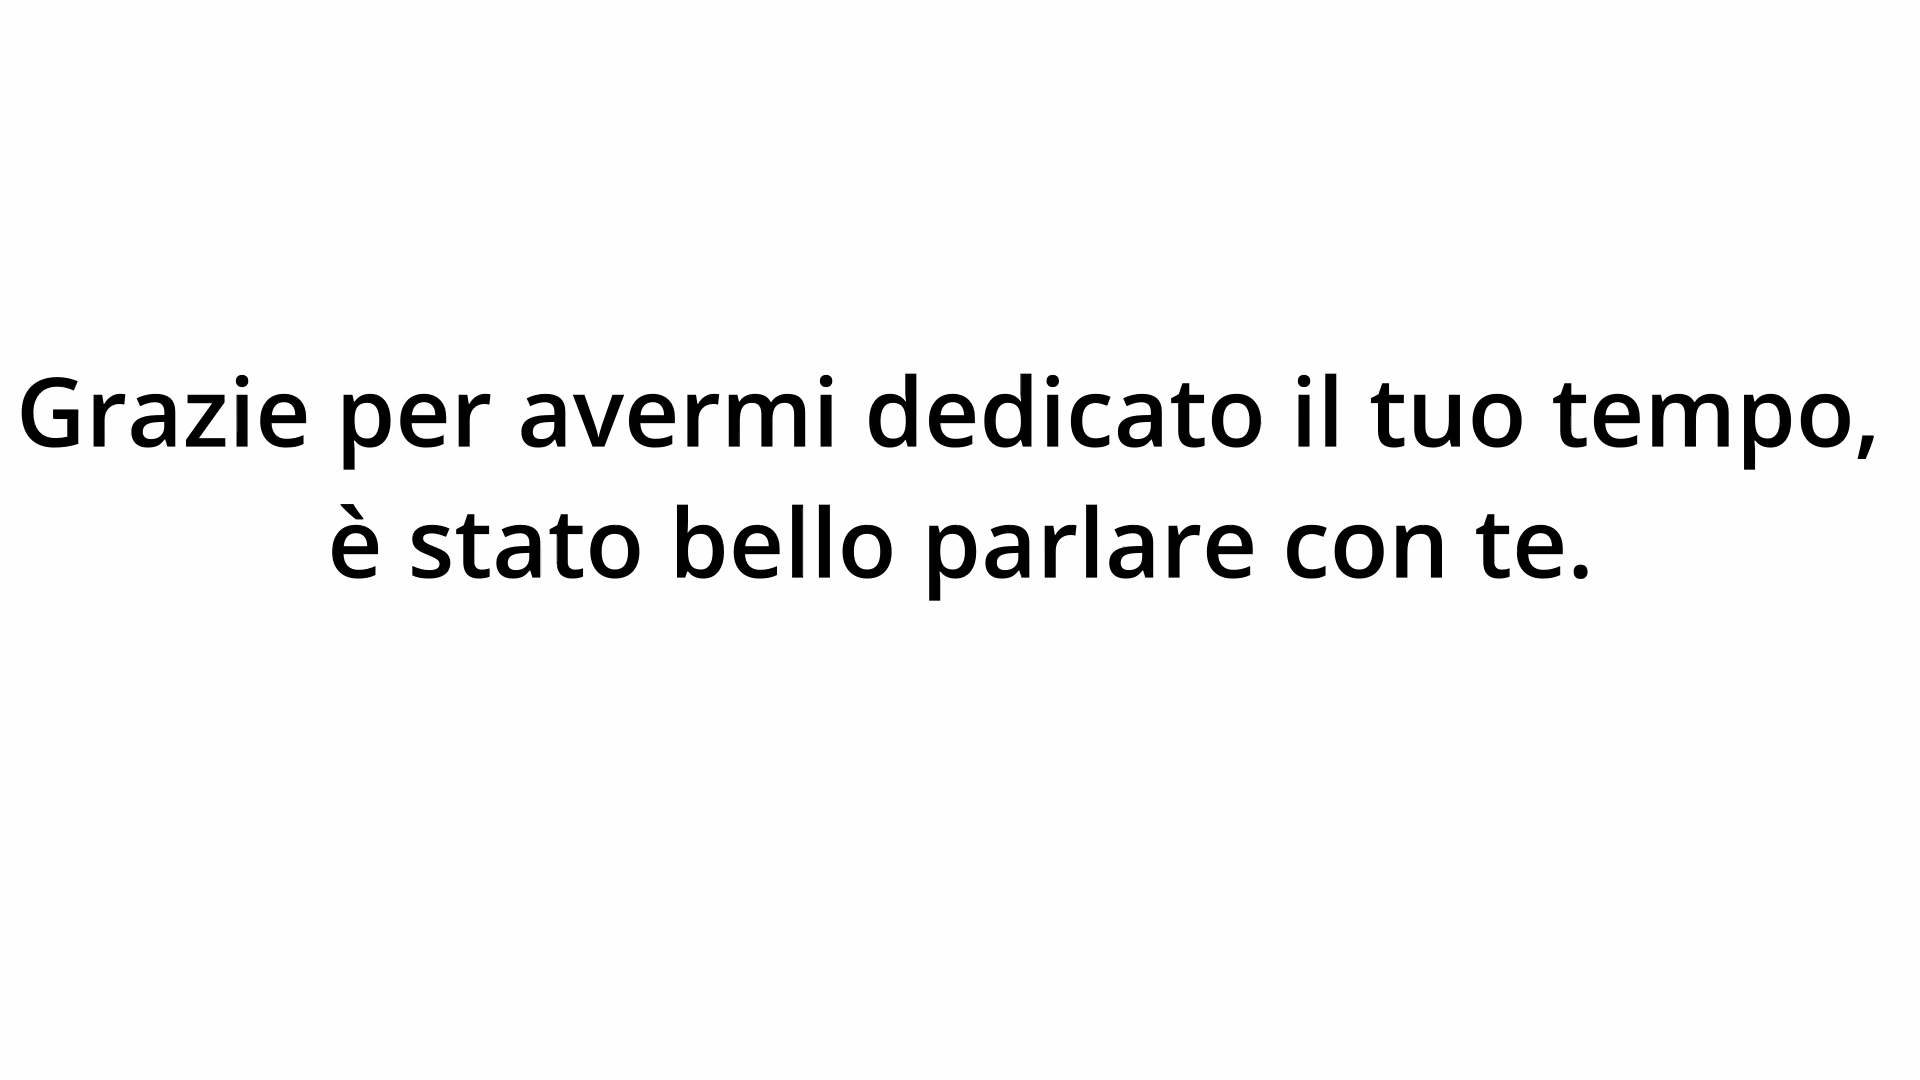 Grazie per avermi dedicato il tuo tempo,
è stato bello parlare con te.